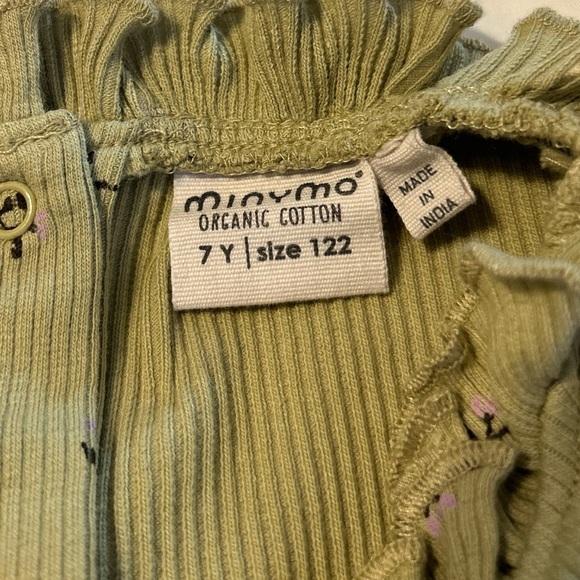 minymo®
ORGANIC COTTON
7 Y | size 122
MADE
IN
INDIA